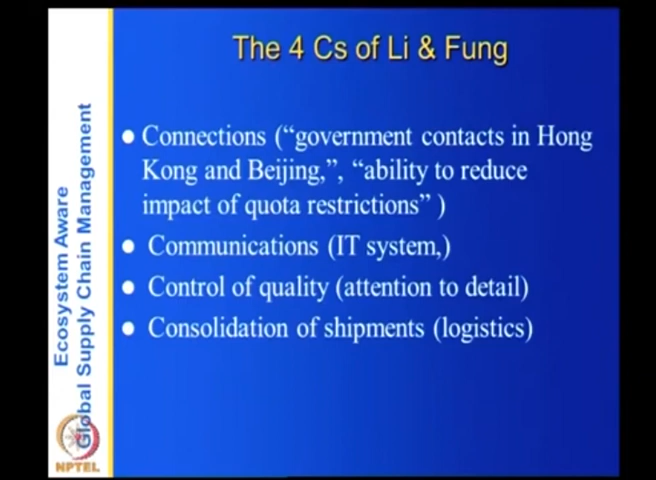 The 4 Cs of Li & Fung
● Connections (“government contacts in Hong
Kong and Beijing,”, “ability to reduce
impact of quota restrictions” )
● Communications (IT system,)
● Control of quality (attention to detail)
● Consolidation of shipments (logistics)
Ecosystem Aware
Global Supply Chain Management
NPTEL